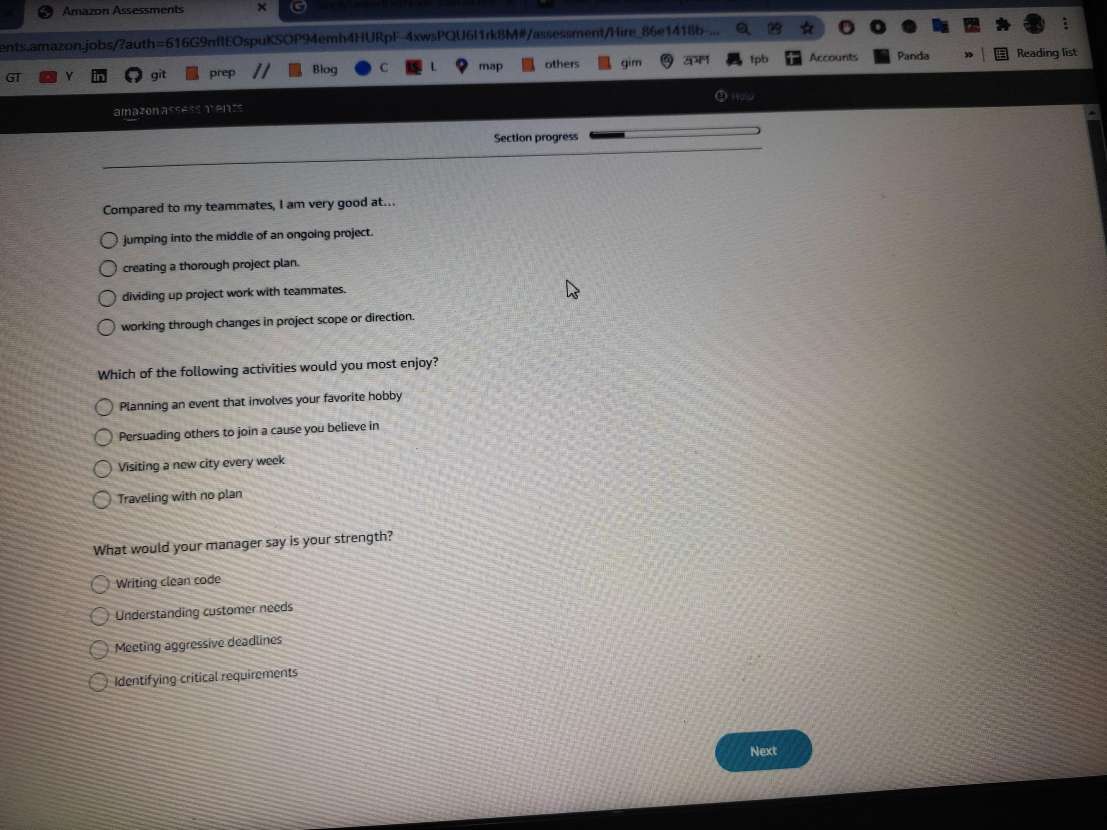 Amazon Assessments
ents.amazon.jobs/?auth=
GT Y in git prep // Blog C L map others gim tpb Accounts Panda » Reading list
amazon assessments Help
Section progress
Compared to my teammates, I am very good at...
jumping into the middle of an ongoing project.
creating a thorough project plan.
dividing up project work with teammates.
working through changes in project scope or direction.
Which of the following activities would you most enjoy?
Planning an event that involves your favorite hobby
Persuading others to join a cause you believe in
Visiting a new city every week
Traveling with no plan
What would your manager say is your strength?
Writing clean code
Understanding customer needs
Meeting aggressive deadlines
Identifying critical requirements
Next